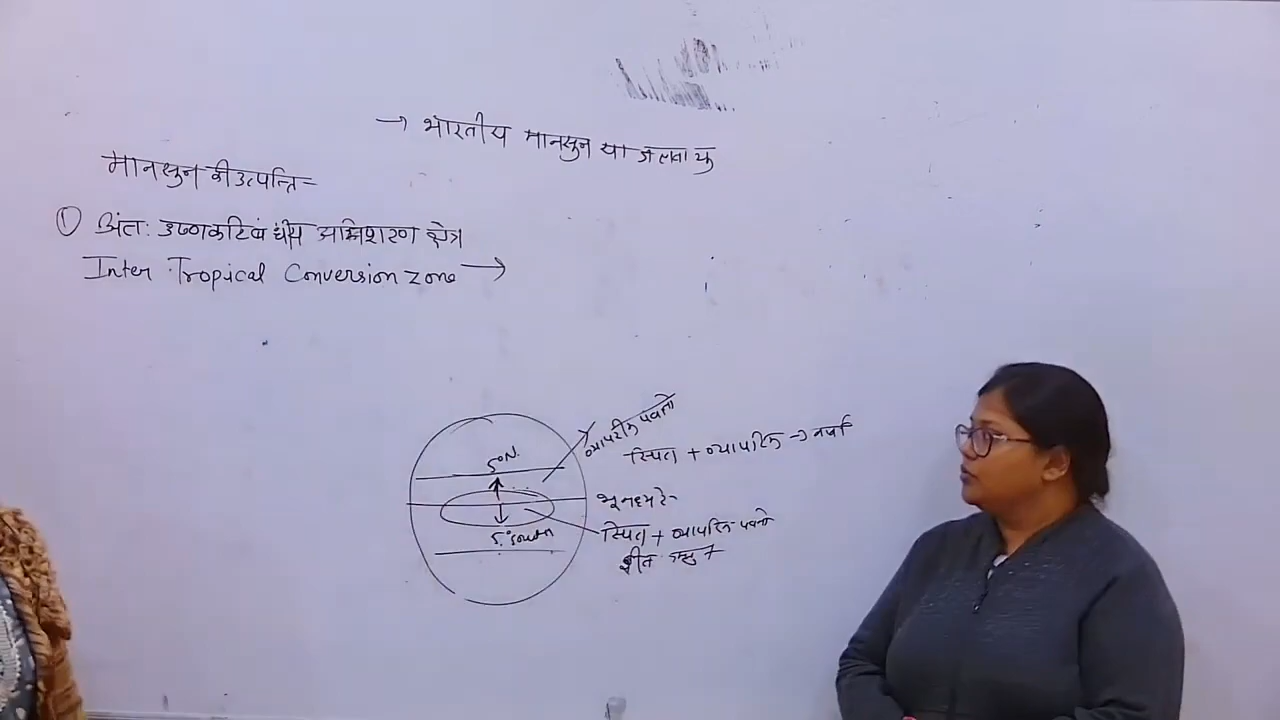 → भारतीय मानसुन या जलवायु
मानसुन की उत्पत्ति-
① अंत: उष्णकटिबंधीय अभिशरण क्षेत्र
Inter Tropical Conversion Zone →
व्यापारीक पवनो
5°N.
स्थिता + व्यापारिक → वर्षा
भूमध्य रे-
5° South
स्थिता + व्यापारिक पवनो
शीत ऋतु